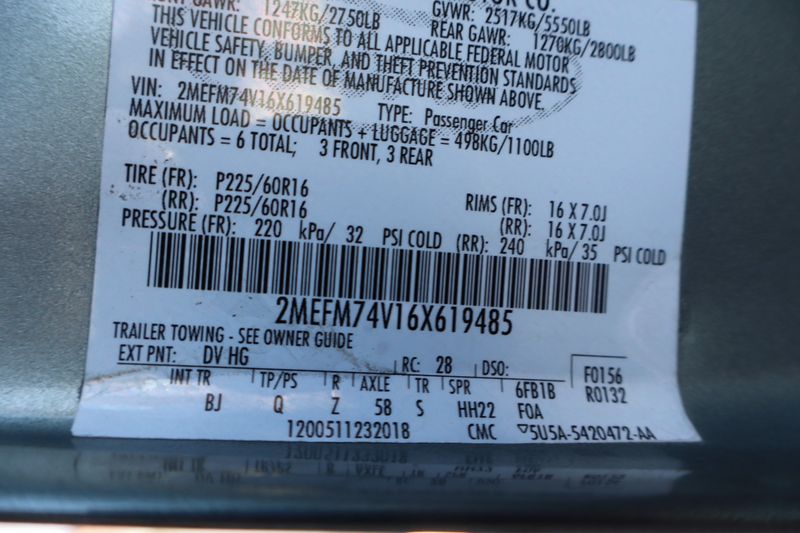 GAWR: 1247KG/2750LB GVWR: 2517KG/5550LB
REAR GAWR: 1270KG/2800LB
THIS VEHICLE CONFORMS TO ALL APPLICABLE FEDERAL MOTOR
VEHICLE SAFETY, BUMPER, AND THEFT PREVENTION STANDARDS
IN EFFECT ON THE DATE OF MANUFACTURE SHOWN ABOVE.
VIN: 2MEFM74V16X619485 TYPE: Passenger Car
MAXIMUM LOAD = OCCUPANTS + LUGGAGE = 498KG/1100LB
OCCUPANTS = 6 TOTAL; 3 FRONT, 3 REAR
TIRE (FR): P225/60R16 RIMS (FR): 16 X 7.0J
(RR): P225/60R16 (RR): 16 X 7.0J
PRESSURE (FR): 220 kPa/ 32 PSI COLD (RR): 240 kPa/ 35 PSI COLD
2MEFM74V16X619485
TRAILER TOWING - SEE OWNER GUIDE
EXT PNT: DV HG RC: 28 DSO: F0156
INT TR TP/PS R AXLE TR SPR 6FB1B R0132
BJ Q Z 58 S HH22 FOA
1200511232018 CMC ▽5U5A-5420472-AA